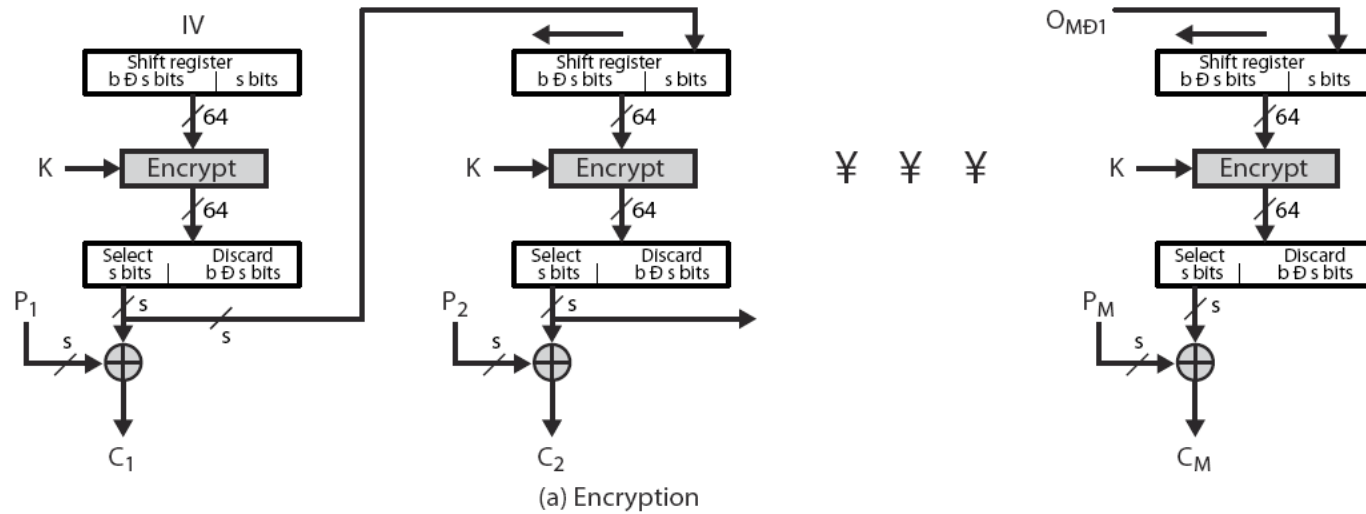 IV
Shift register
b Ð s bits | s bits
64
K
Encrypt
64
Select Discard
s bits | b Ð s bits
P1
s
s
s
C1
Shift register
b Ð s bits | s bits
64
K
Encrypt
64
Select Discard
s bits | b Ð s bits
P2
s
s
C2
¥ ¥ ¥
OMÐ1
Shift register
b Ð s bits | s bits
64
K
Encrypt
64
Select Discard
s bits | b Ð s bits
PM
s
s
CM
(a) Encryption